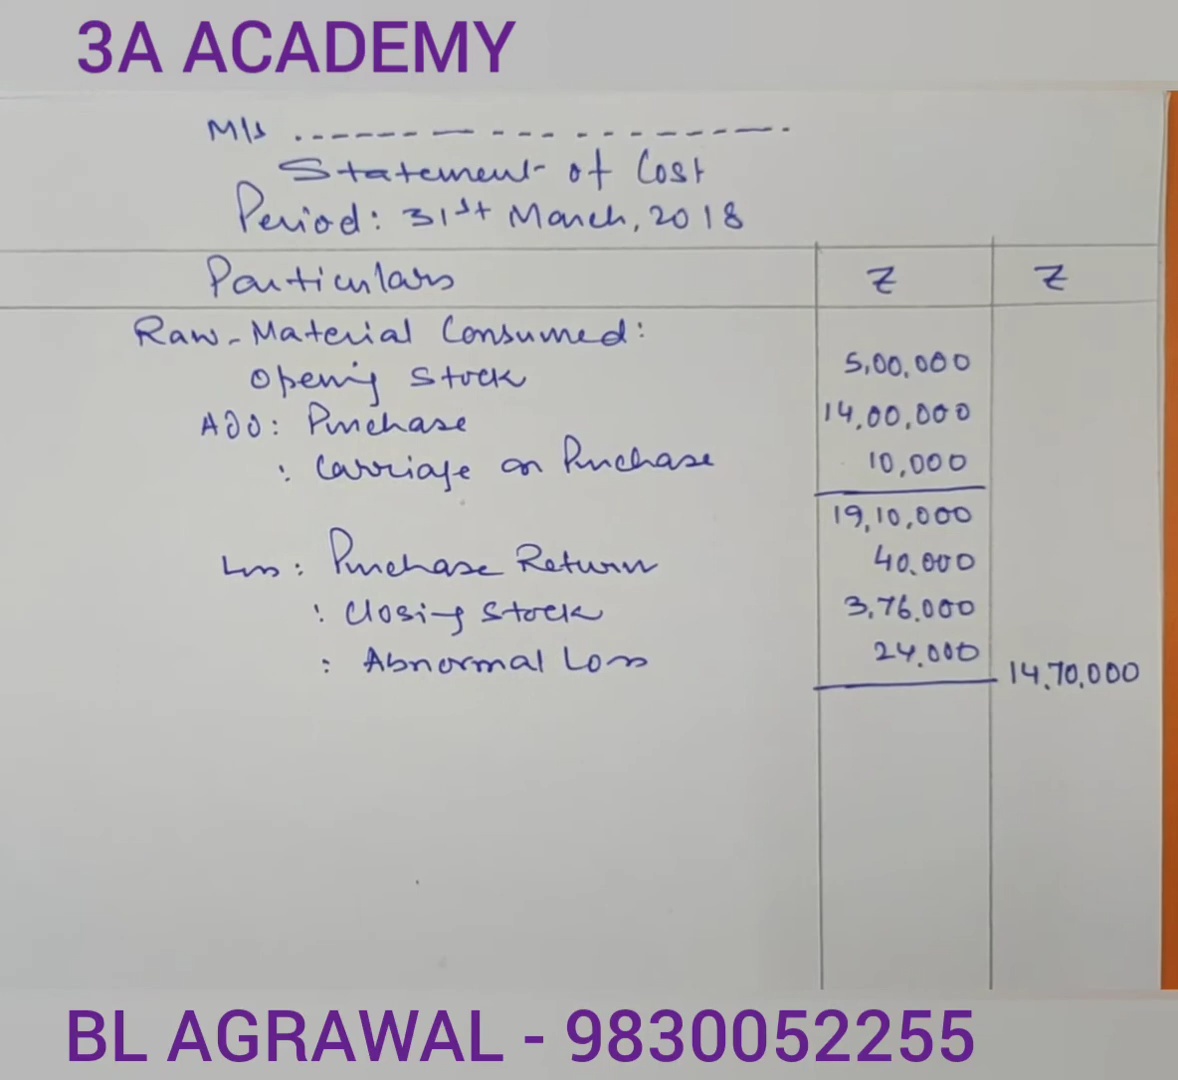 3A ACADEMY
M/s
Statement of Cost
Period: 31st March, 2018
Particulars ₹ ₹
Raw-Material Consumed:
Opening Stock 5,00,000
ADD: Purchase 14,00,000
: Carriage on Purchase 10,000
19,10,000
Less: Purchase Return 40,000
: Closing Stock 3,76,000
: Abnormal Loss 24,000 14,70,000
BL AGRAWAL - 9830052255